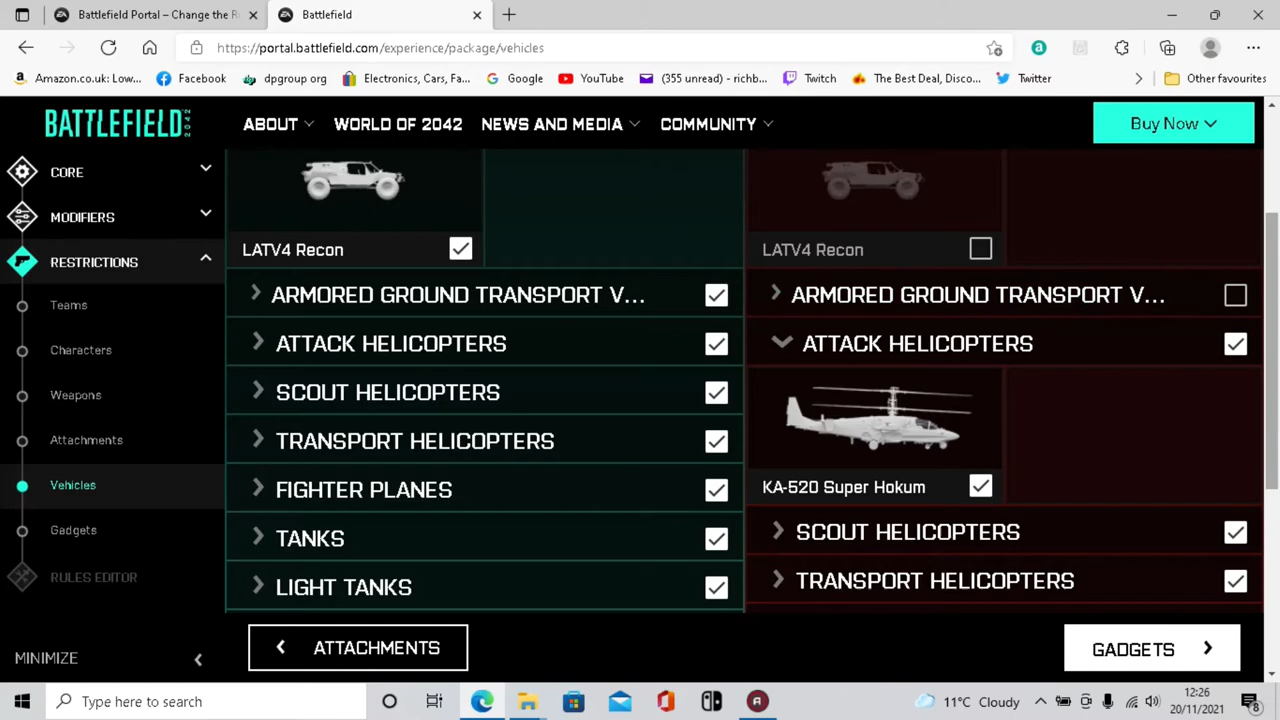 Battlefield Portal – Change the R
Battlefield
https://portal.battlefield.com/experience/package/vehicles
Amazon.co.uk: Low...
Facebook
dpgroup org
Electronics, Cars, Fa...
Google
YouTube
(355 unread) - richb...
Twitch
The Best Deal, Disco...
Twitter
Other favourites
BATTLEFIELD 2042
ABOUT
WORLD OF 2042
NEWS AND MEDIA
COMMUNITY
Buy Now
CORE
MODIFIERS
RESTRICTIONS
Teams
Characters
Weapons
Attachments
Vehicles
Gadgets
RULES EDITOR
MINIMIZE
LATV4 Recon
ARMORED GROUND TRANSPORT V...
ATTACK HELICOPTERS
SCOUT HELICOPTERS
TRANSPORT HELICOPTERS
FIGHTER PLANES
TANKS
LIGHT TANKS
LATV4 Recon
ARMORED GROUND TRANSPORT V...
ATTACK HELICOPTERS
KA-520 Super Hokum
SCOUT HELICOPTERS
TRANSPORT HELICOPTERS
ATTACHMENTS
GADGETS
Type here to search
11°C Cloudy
12:26
20/11/2021
8